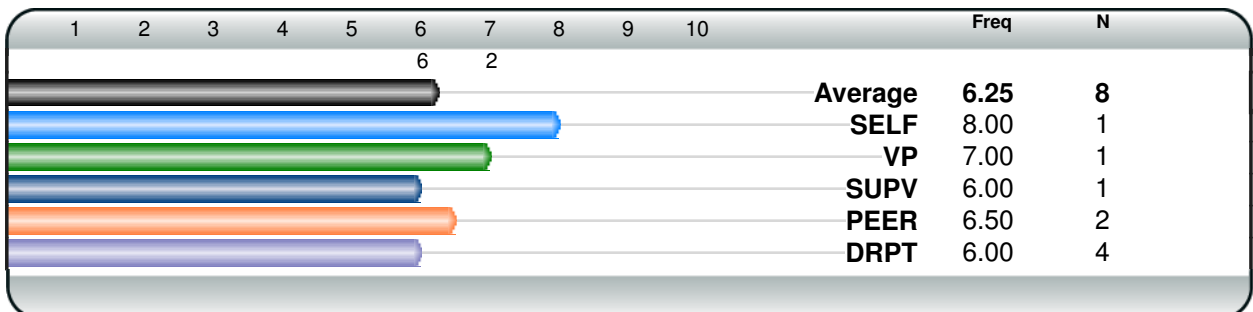 1 2 3 4 5 6 7 8 9 10 Freq N
6 2
Average 6.25 8
SELF 8.00 1
VP 7.00 1
SUPV 6.00 1
PEER 6.50 2
DRPT 6.00 4